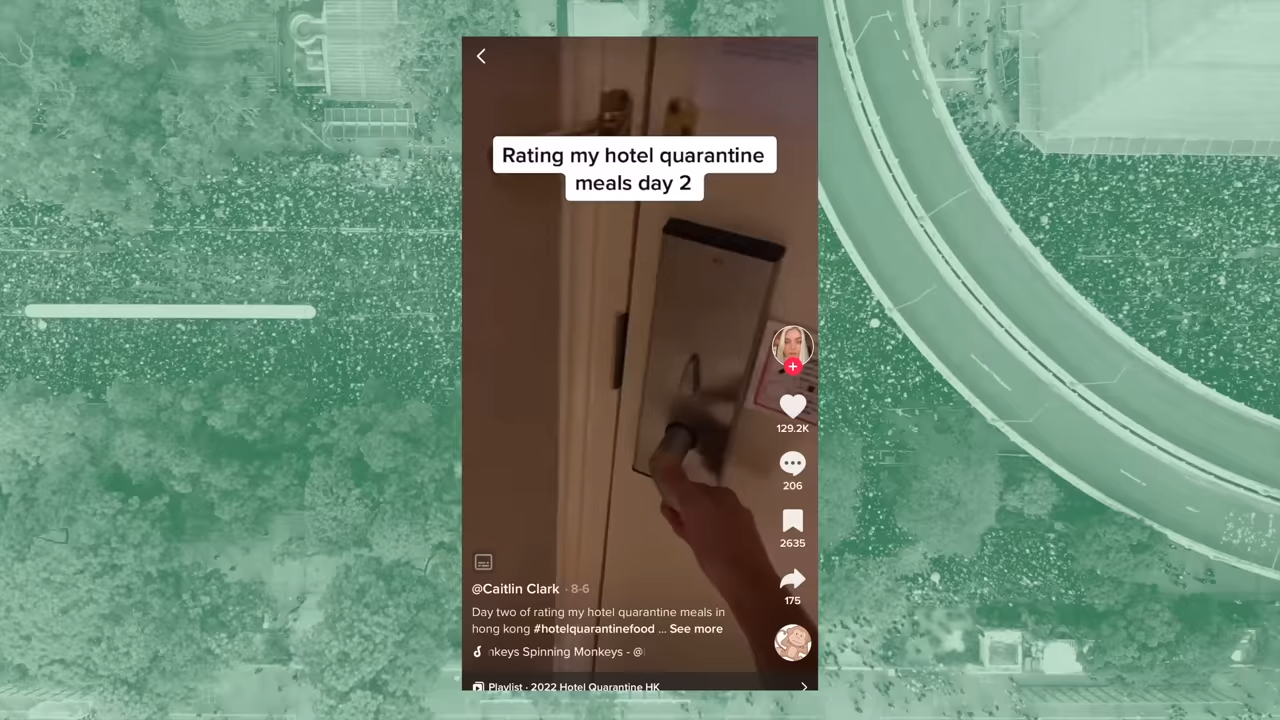 Rating my hotel quarantine
meals day 2
129.2K
206
2635
175
@Caitlin Clark · 8-6
Day two of rating my hotel quarantine meals in
hong kong #hotelquarantinefood ... See more
nkeys Spinning Monkeys - @
Playlist · 2022 Hotel Quarantine HK